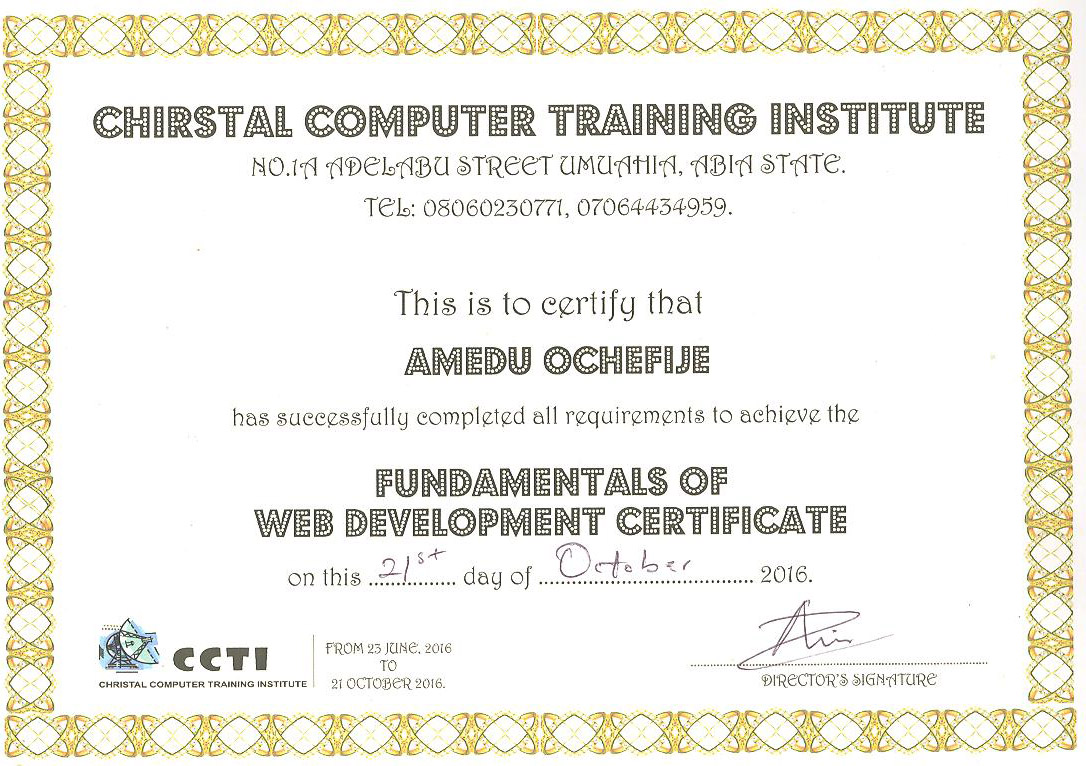 CHIRSTAL COMPUTER TRAINING INSTITUTE
NO.1A ADELABU STREET UMUAHIA, ABIA STATE.
TEL: 08060230771, 07064434959.
This is to certify that
AMEDU OCHEFIJE
has successfully completed all requirements to achieve the
FUNDAMENTALS OF
WEB DEVELOPMENT CERTIFICATE
on this 21st day of October 2016.
CCTI
CHRISTAL COMPUTER TRAINING INSTITUTE
FROM 23 JUNE, 2016
TO
21 OCTOBER 2016.
DIRECTOR'S SIGNATURE